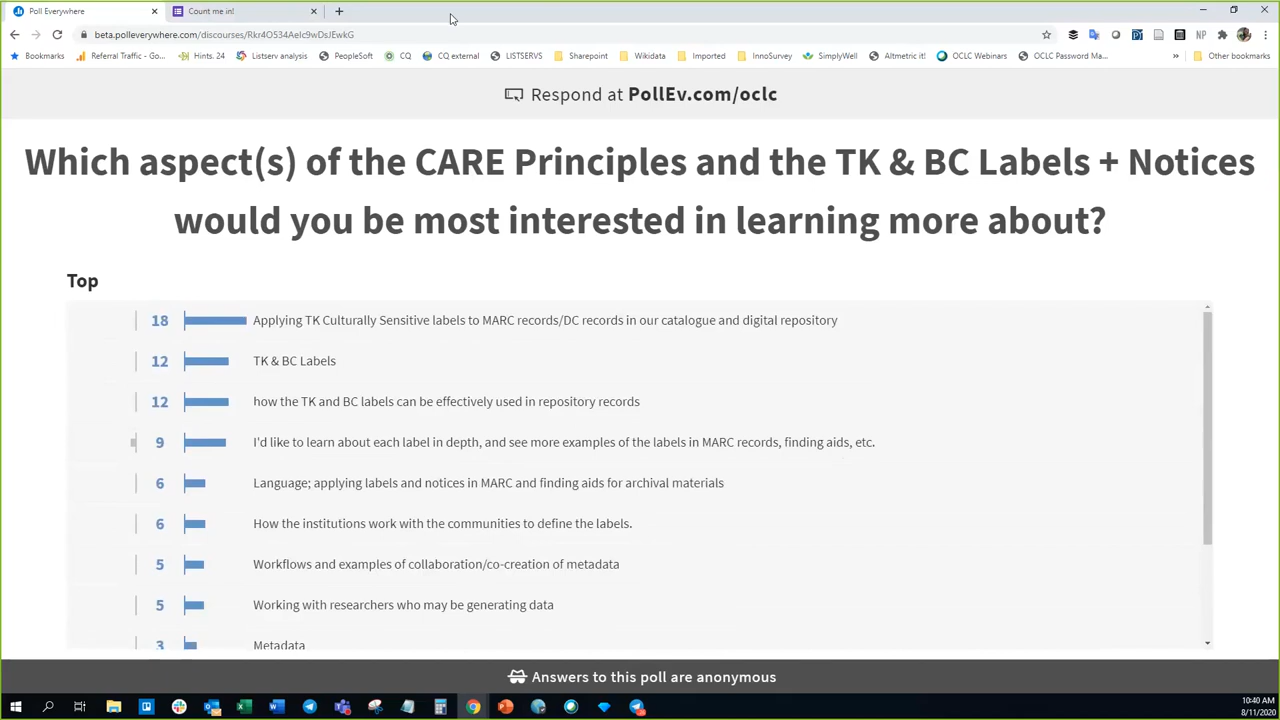 Poll Everywhere
Count me in!
beta.polleverywhere.com/discourses/Rkr4O534AeIc9wDsJEwkG
Bookmarks
Referral Traffic - Go...
Hints. 24
Listserv analysis
PeopleSoft
CQ
CQ external
LISTSERVS
Sharepoint
Wikidata
Imported
InnoSurvey
SimplyWell
Altmetric it!
OCLC Webinars
OCLC Password Ma...
Other bookmarks
Respond at PollEv.com/oclc
Which aspect(s) of the CARE Principles and the TK & BC Labels + Notices
would you be most interested in learning more about?
Top
18 Applying TK Culturally Sensitive labels to MARC records/DC records in our catalogue and digital repository
12 TK & BC Labels
12 how the TK and BC labels can be effectively used in repository records
9 I'd like to learn about each label in depth, and see more examples of the labels in MARC records, finding aids, etc.
6 Language; applying labels and notices in MARC and finding aids for archival materials
6 How the institutions work with the communities to define the labels.
5 Workflows and examples of collaboration/co-creation of metadata
5 Working with researchers who may be generating data
3 Metadata
Answers to this poll are anonymous
10:40 AM
8/11/2020